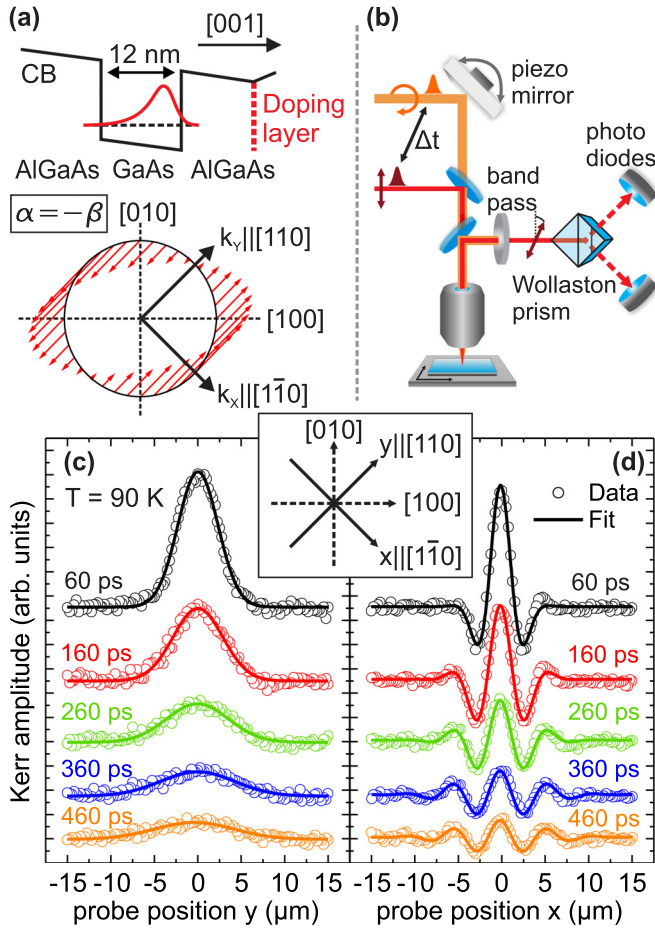 (a)
[001]
12 nm
CB
Doping
layer
AlGaAs GaAs AlGaAs
α=−β
[010]
k_Y||[110]
[100]
k_X||[11̄0]
(b)
piezo
mirror
Δt
photo
diodes
band
pass
Wollaston
prism
[010]
y||[110]
[100]
x||[11̄0]
(c)
T = 90 K
60 ps
160 ps
260 ps
360 ps
460 ps
Kerr amplitude (arb. units)
-15 -10 -5 0 5 10 15
probe position y (µm)
(d)
Data
Fit
60 ps
160 ps
260 ps
360 ps
460 ps
-15 -10 -5 0 5 10 15
probe position x (µm)